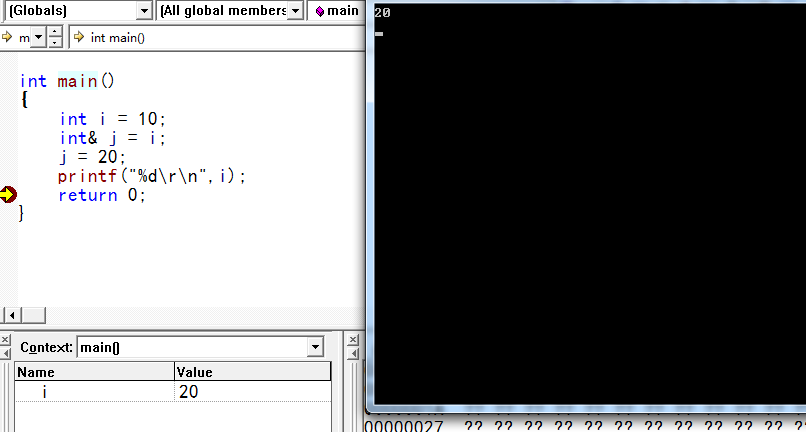 (Globals)
(All global members
main
m
int main()
int main()
{
int i = 10;
int& j = i;
j = 20;
printf("%d\r\n",i);
return 0;
}
20
Context: main()
Name Value
i 20
00000027 ?? ?? ?? ?? ?? ?? ?? ?? ?? ?? ?? ??